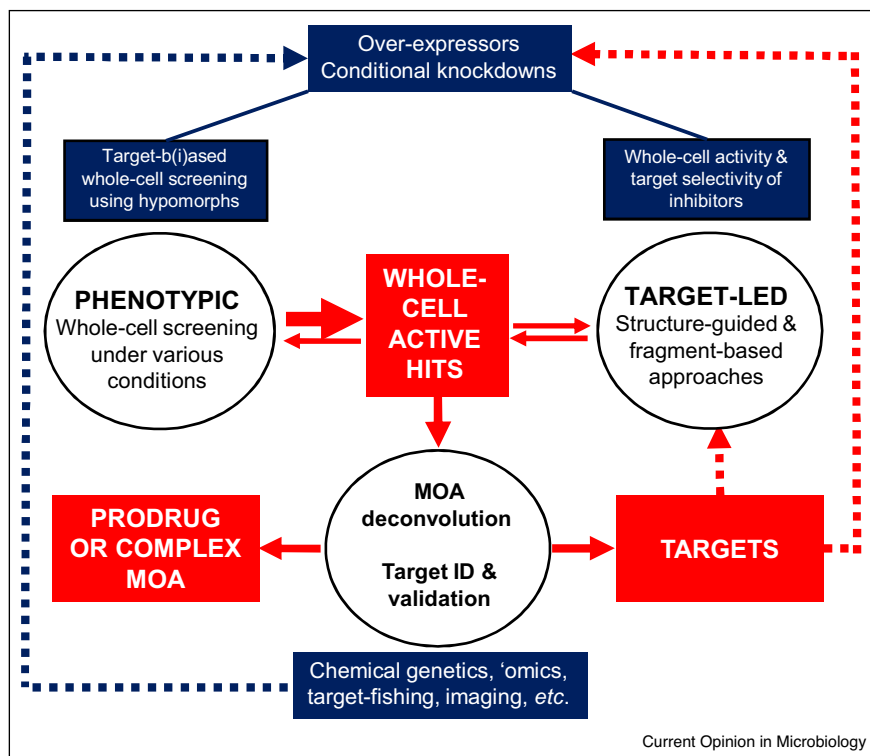 Over-expressors
Conditional knockdowns
Target-b(i)ased
whole-cell screening
using hypomorphs
Whole-cell activity &
target selectivity of
inhibitors
PHENOTYPIC
Whole-cell screening
under various
conditions
WHOLE-
CELL
ACTIVE
HITS
TARGET-LED
Structure-guided &
fragment-based
approaches
PRODRUG
OR COMPLEX
MOA
MOA
deconvolution
Target ID &
validation
TARGETS
Chemical genetics, ‘omics,
target-fishing, imaging, etc.
Current Opinion in Microbiology